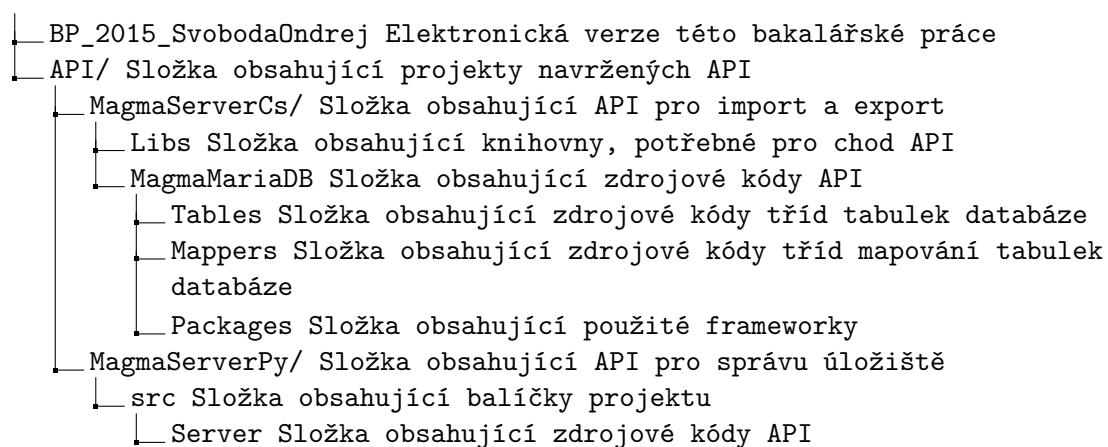 BP_2015_SvobodaOndrej Elektronická verze této bakalářské práce
API/ Složka obsahující projekty navržených API
MagmaServerCs/ Složka obsahující API pro import a export
Libs Složka obsahující knihovny, potřebné pro chod API
MagmaMariaDB Složka obsahující zdrojové kódy API
Tables Složka obsahující zdrojové kódy tříd tabulek databáze
Mappers Složka obsahující zdrojové kódy tříd mapování tabulek
databáze
Packages Složka obsahující použité frameworky
MagmaServerPy/ Složka obsahující API pro správu úložiště
src Složka obsahující balíčky projektu
Server Složka obsahující zdrojové kódy API